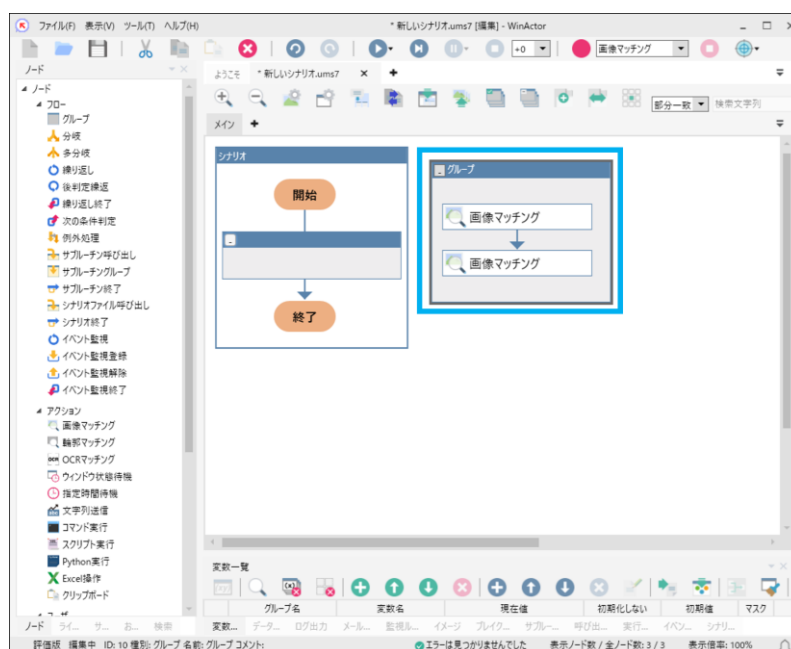 ファイル(F) 表示(V) ツール(T) ヘルプ(H)
* 新しいシナリオ.ums7 [編集] - WinActor
+0
画像マッチング
ノード
ようこそ
* 新しいシナリオ.ums7
部分一致
検索文字列
メイン
ノード
フロー
グループ
分岐
多分岐
繰り返し
後判定繰返
繰り返し終了
次の条件判定
例外処理
サブルーチン呼び出し
サブルーチングループ
サブルーチン終了
シナリオファイル呼び出し
シナリオ終了
イベント監視
イベント監視登録
イベント監視解除
イベント監視終了
アクション
画像マッチング
輪郭マッチング
OCRマッチング
ウィンドウ状態待機
指定時間待機
文字列送信
コマンド実行
スクリプト実行
Python実行
Excel操作
クリップボード
シナリオ
開始
終了
グループ
画像マッチング
画像マッチング
変数一覧
グループ名 変数名 現在値 初期化しない 初期値 マスク
ノード ライ... サ... お... 検索
変数... データ... ログ出力 メール... 監視ル... イメージ ブレイク... サブルー... 呼び出... 実行... イベン... シナリ...
評価版 編集中 ID: 10 種別: グループ 名前: グループ コメント:
エラーは見つかりませんでした 表示ノード数 / 全ノード数: 3 / 3 表示倍率: 100%